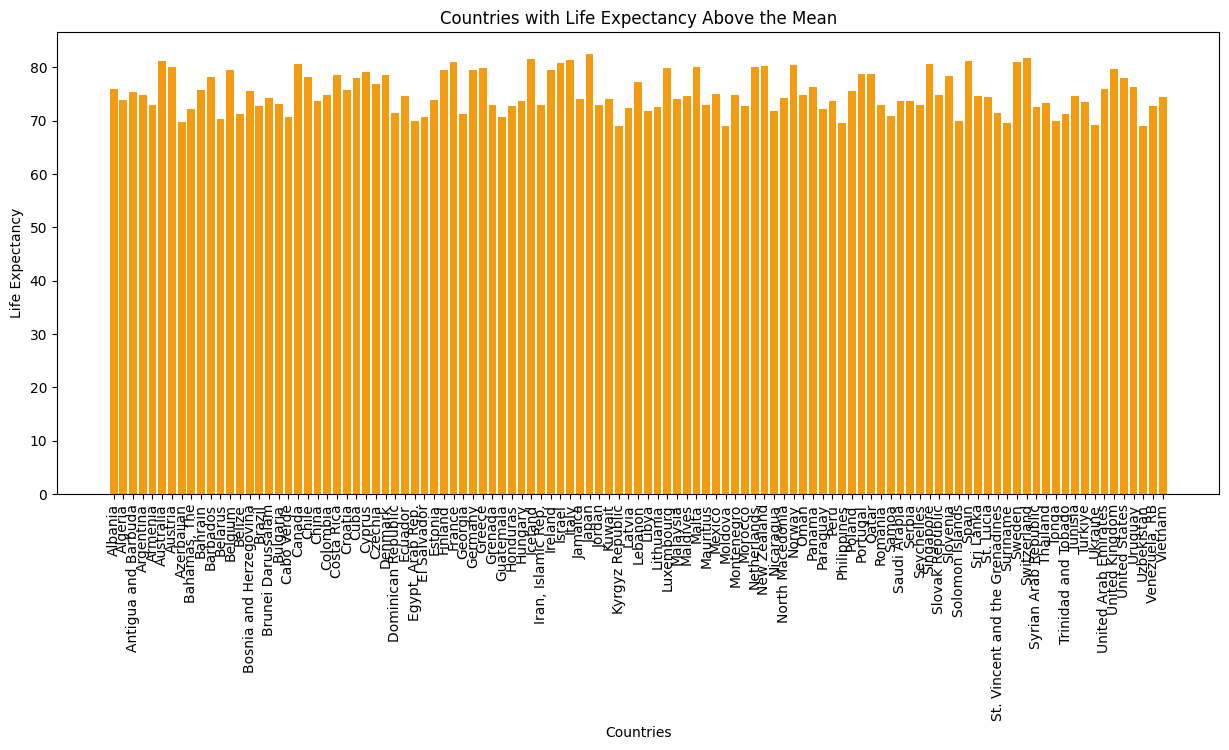 Countries with Life Expectancy Above the Mean
Life Expectancy
80
70
60
50
40
30
20
10
0
Albania
Algeria
Antigua and Barbuda
Argentina
Armenia
Australia
Austria
Azerbaijan
Bahamas, The
Bahrain
Barbados
Belarus
Belgium
Belize
Bosnia and Herzegovina
Brazil
Brunei Darussalam
Bulgaria
Cabo Verde
Canada
Chile
China
Colombia
Costa Rica
Croatia
Cuba
Cyprus
Czechia
Denmark
Dominican Republic
Ecuador
Egypt, Arab Rep.
El Salvador
Estonia
Finland
France
Georgia
Germany
Greece
Grenada
Guatemala
Honduras
Hungary
Iceland
Iran, Islamic Rep.
Ireland
Israel
Italy
Jamaica
Japan
Jordan
Kuwait
Kyrgyz Republic
Latvia
Lebanon
Libya
Lithuania
Luxembourg
Malaysia
Maldives
Malta
Mauritius
Mexico
Moldova
Montenegro
Morocco
Netherlands
New Zealand
Nicaragua
North Macedonia
Norway
Oman
Panama
Paraguay
Peru
Philippines
Poland
Portugal
Qatar
Romania
Samoa
Saudi Arabia
Serbia
Seychelles
Singapore
Slovak Republic
Slovenia
Solomon Islands
Spain
Sri Lanka
St. Lucia
St. Vincent and the Grenadines
Suriname
Sweden
Switzerland
Syrian Arab Republic
Thailand
Tonga
Trinidad and Tobago
Tunisia
Turkiye
Ukraine
United Arab Emirates
United Kingdom
United States
Uruguay
Uzbekistan
Venezuela, RB
Vietnam
Countries